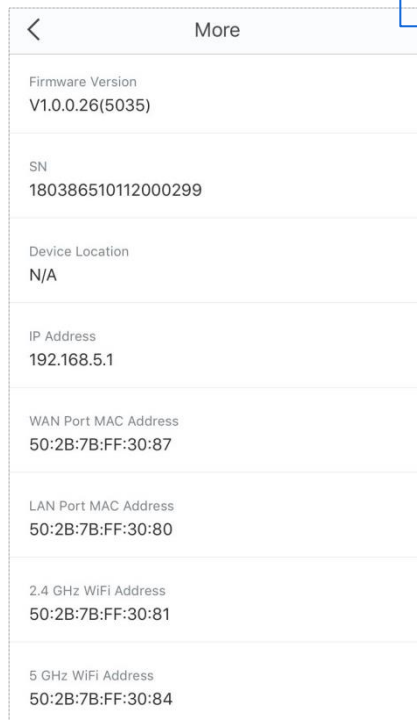 More
Firmware Version
V1.0.0.26(5035)
SN
180386510112000299
Device Location
N/A
IP Address
192.168.5.1
WAN Port MAC Address
50:2B:7B:FF:30:87
LAN Port MAC Address
50:2B:7B:FF:30:80
2.4 GHz WiFi Address
50:2B:7B:FF:30:81
5 GHz WiFi Address
50:2B:7B:FF:30:84